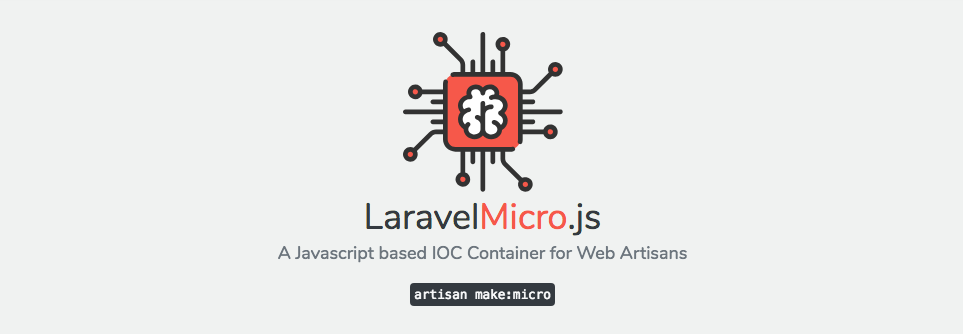 LaravelMicro.js
A Javascript based IOC Container for Web Artisans
artisan make:micro